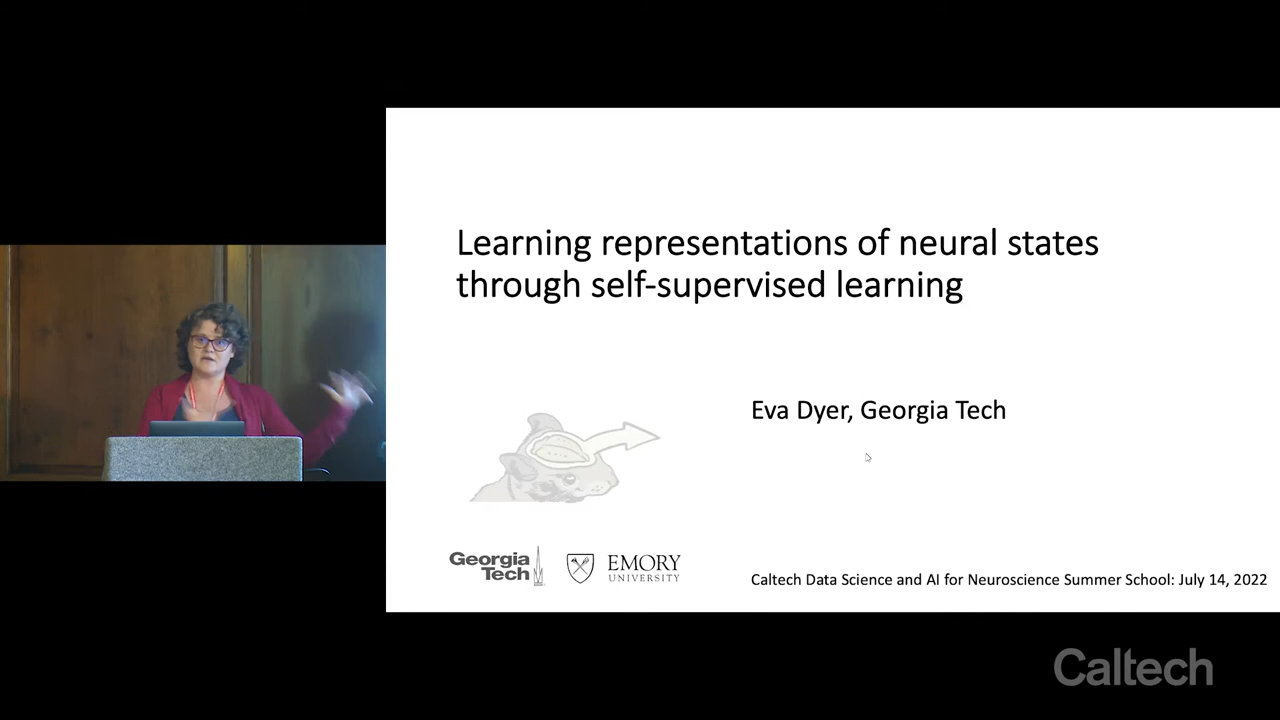 Learning representations of neural states
through self-supervised learning
Eva Dyer, Georgia Tech
Georgia
Tech
EMORY
UNIVERSITY
Caltech Data Science and AI for Neuroscience Summer School: July 14, 2022
Caltech